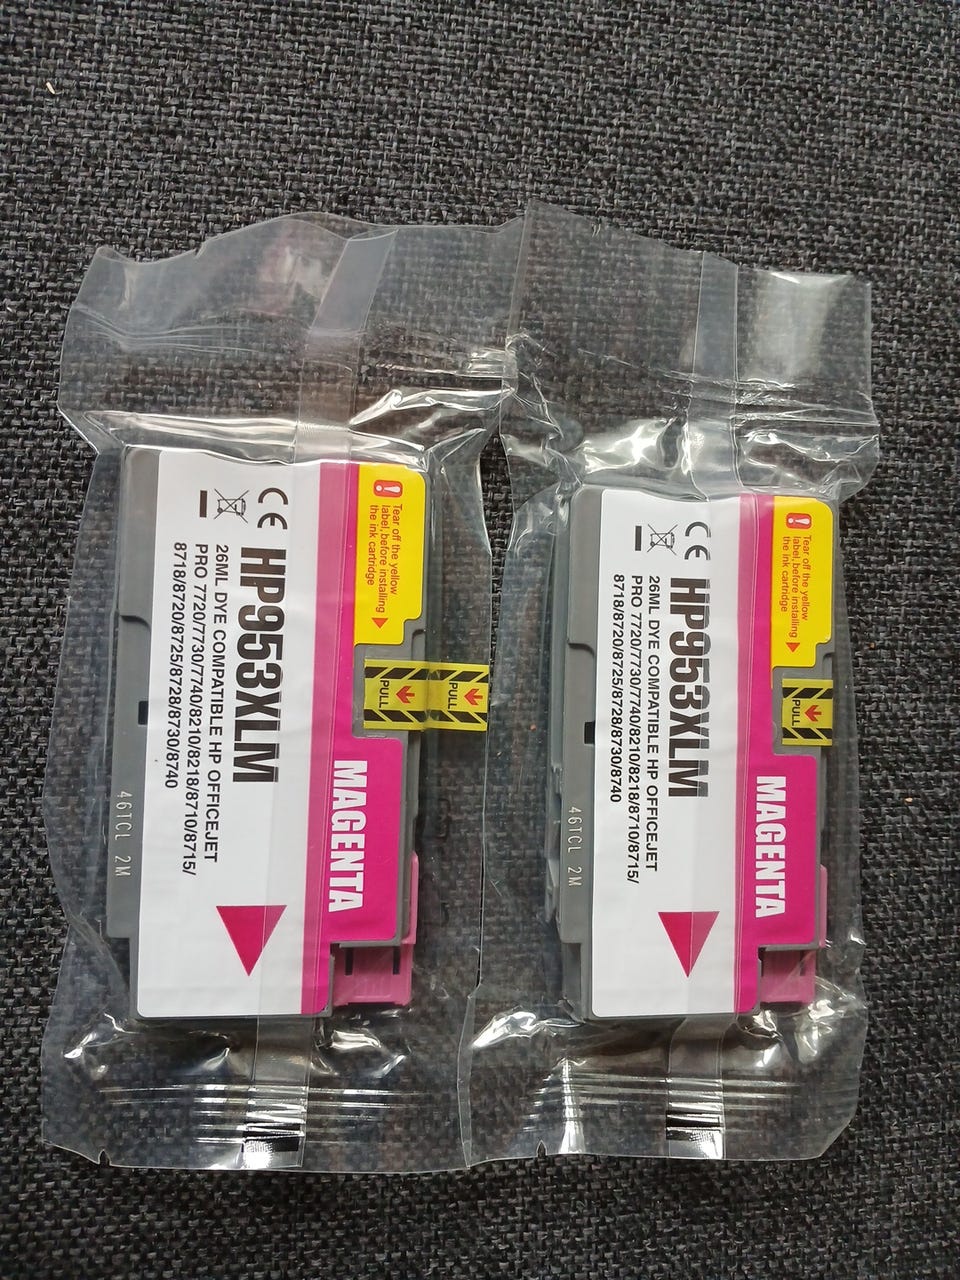 Tear off the yellow
label, before installing
the ink cartridge
CE
HP953XLM
26ML DYE COMPATIBLE HP OFFICEJET
PRO 7720/7730/7740/8210/8218/8710/8715/
8718/8720/8725/8728/8730/8740
MAGENTA
PULL
PULL
46TCL 2M
Tear off the yellow
label, before installing
the ink cartridge
CE
HP953XLM
26ML DYE COMPATIBLE HP OFFICEJET
PRO 7720/7730/7740/8210/8218/8710/8715/
8718/8720/8725/8728/8730/8740
MAGENTA
PULL
46TCL 2M